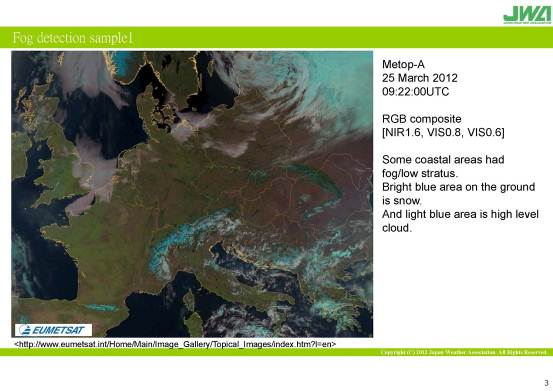 JWA
Fog detection sample1
Metop-A
25 March 2012
09:22:00UTC
RGB composite
[NIR1.6, VIS0.8, VIS0.6]
Some coastal areas had
fog/low stratus.
Bright blue area on the ground
is snow.
And light blue area is high level
cloud.
EUMETSAT
<http://www.eumetsat.int/Home/Main/Image_Gallery/Topical_Images/index.htm?l=en>
Copyright (C) 2012 Japan Weather Association All Rights Reserved.
3